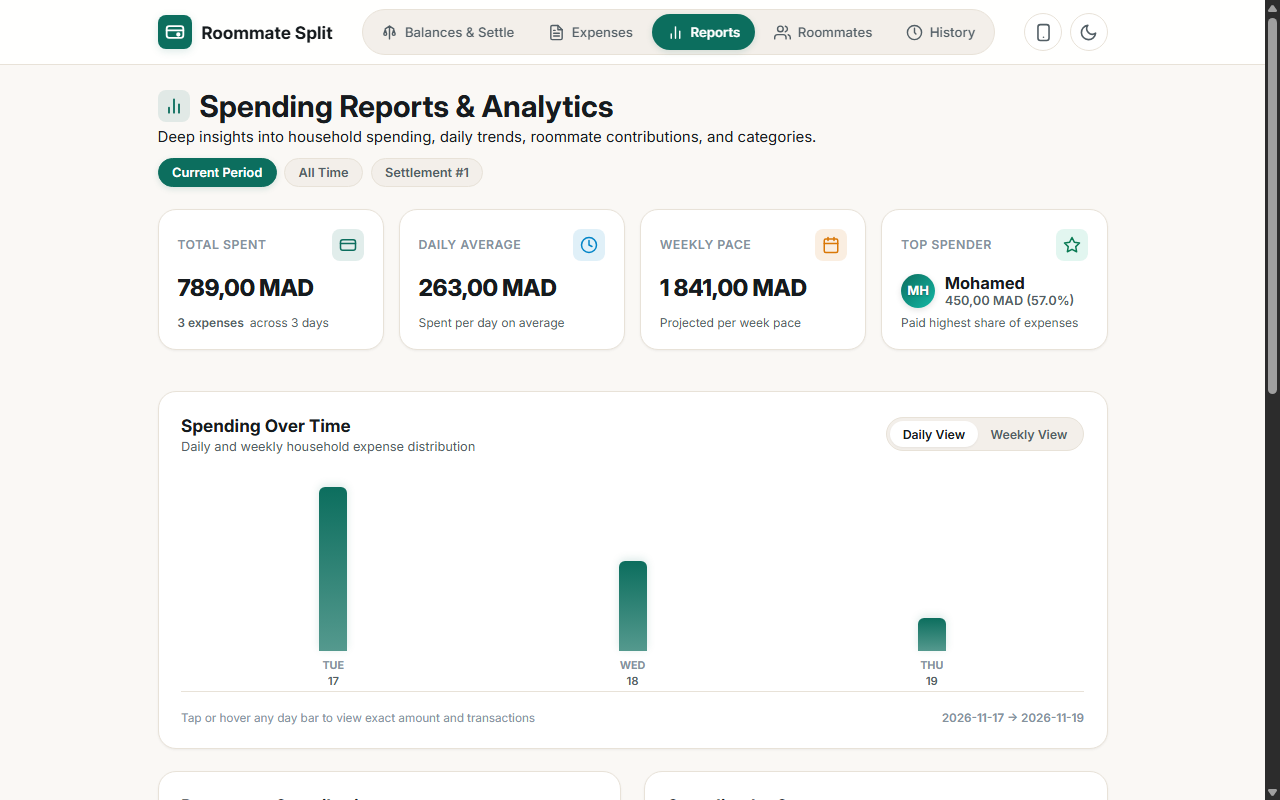 Roommate Split
Balances & Settle
Expenses
Reports
Roommates
History
Spending Reports & Analytics
Deep insights into household spending, daily trends, roommate contributions, and categories.
Current Period
All Time
Settlement #1
TOTAL SPENT
789,00 MAD
3 expenses across 3 days
DAILY AVERAGE
263,00 MAD
Spent per day on average
WEEKLY PACE
1 841,00 MAD
Projected per week pace
TOP SPENDER
MH
Mohamed
450,00 MAD (57.0%)
Paid highest share of expenses
Spending Over Time
Daily and weekly household expense distribution
Daily View
Weekly View
TUE
17
WED
18
THU
19
Tap or hover any day bar to view exact amount and transactions
2026-11-17 → 2026-11-19